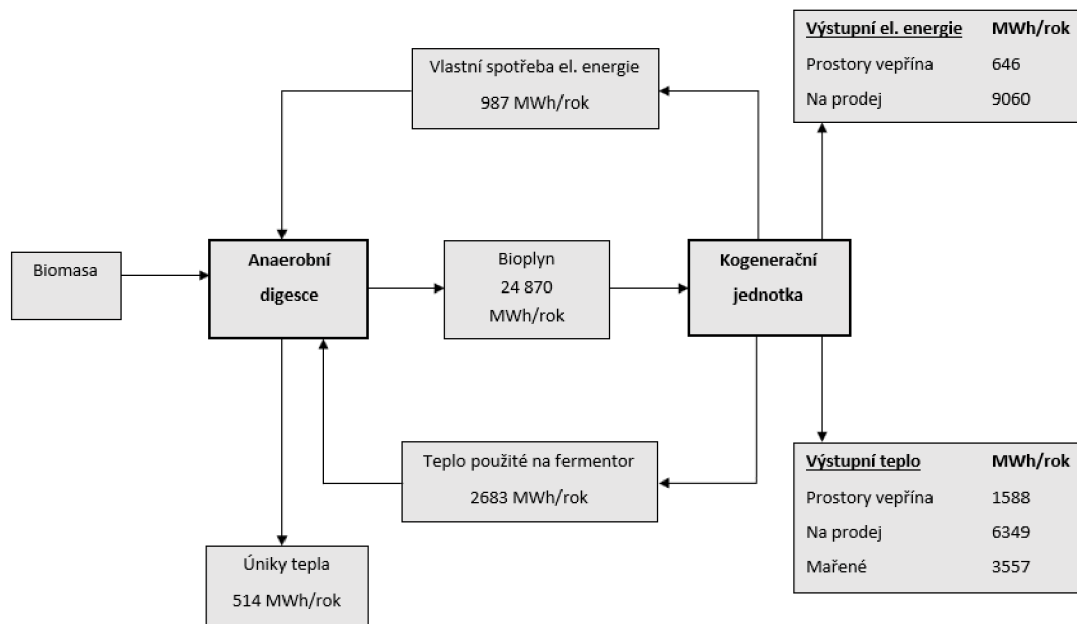 Výstupní el. energie MWh/rok
Prostory vepřína 646
Na prodej 9060
Vlastní spotřeba el. energie
987 MWh/rok
Biomasa
Anaerobní
digesce
Bioplyn
24 870
MWh/rok
Kogenerační
jednotka
Teplo použité na fermentor
2683 MWh/rok
Výstupní teplo MWh/rok
Prostory vepřína 1588
Na prodej 6349
Mařené 3557
Úniky tepla
514 MWh/rok